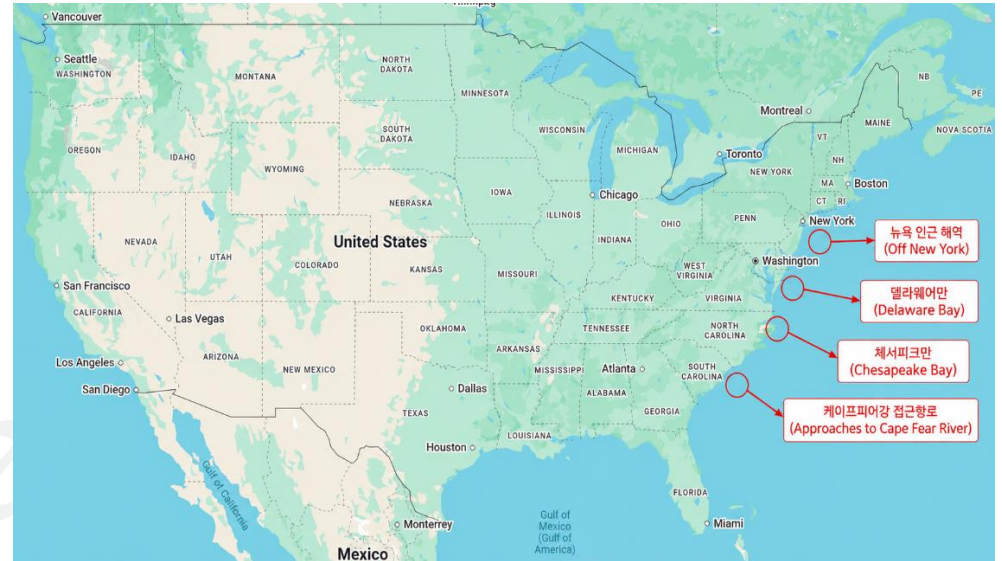 Winnipeg
Vancouver
Seattle
WASHINGTON
MONTANA
NORTH
DAKOTA
MINNESOTA
NB
PE
Montreal
MAINE
NOVA SCOTIA
OREGON
IDAHO
SOUTH
DAKOTA
WISCONSIN
MICHIGAN
Toronto
VT
NH
WYOMING
NEW YORK
MA
Boston
CT
RI
IOWA
Chicago
NEBRASKA
ILLINOIS
INDIANA
OHIO
PENN
New York
NEVADA
UTAH
United States
COLORADO
KANSAS
MISSOURI
WEST
VIRGINIA
Washington
뉴욕 인근 해역
(Off New York)
San Francisco
CALIFORNIA
Las Vegas
KENTUCKY
VIRGINIA
델라웨어만
(Delaware Bay)
OKLAHOMA
TENNESSEE
NORTH
CAROLINA
Los Angeles
ARIZONA
NEW MEXICO
ARKANSAS
체서피크만
(Chesapeake Bay)
San Diego
Dallas
MISSISSIPPI
Atlanta
SOUTH
CAROLINA
ALABAMA
GEORGIA
TEXAS
케이프피어강 접근항로
(Approaches to Cape Fear River)
Houston
LOUISIANA
Gulf of California
FLORIDA
Monterrey
Gulf of
Mexico
(Gulf of
America)
Miami
Mexico